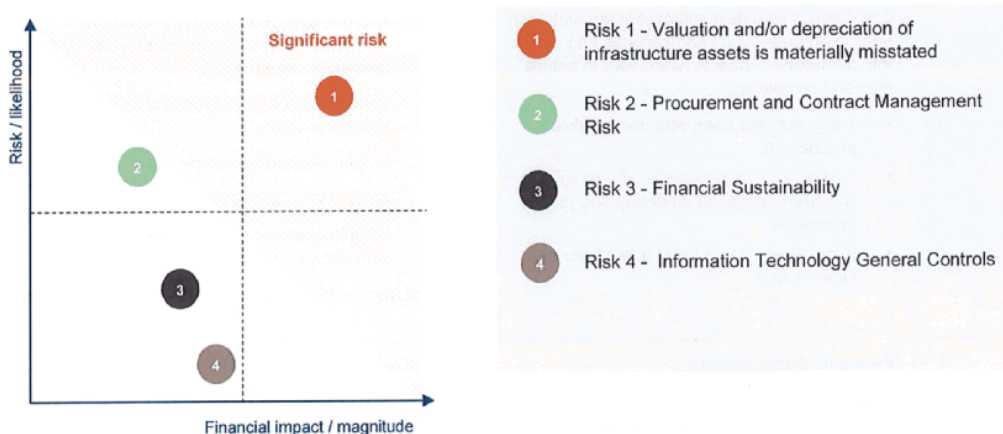 Risk / likelihood
Significant risk
1
2
3
4
Financial impact / magnitude
1
Risk 1 - Valuation and/or depreciation of
infrastructure assets is materially misstated
2
Risk 2 - Procurement and Contract Management
Risk
3
Risk 3 - Financial Sustainability
4
Risk 4 - Information Technology General Controls